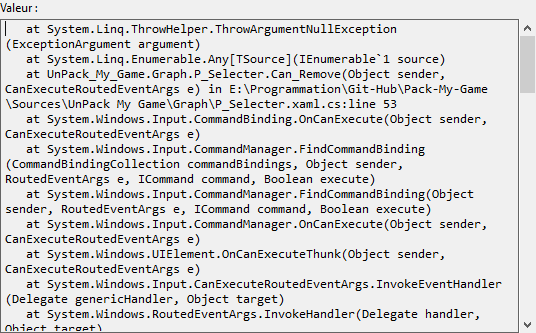 Valeur :
   at System.Linq.ThrowHelper.ThrowArgumentNullException
(ExceptionArgument argument)
   at System.Linq.Enumerable.Any[TSource](IEnumerable`1 source)
   at UnPack_My_Game.Graph.P_Selecter.Can_Remove(Object sender,
CanExecuteRoutedEventArgs e) in E:\Programmation\Git-Hub\Pack-My-Game
\Sources\UnPack My Game\Graph\P_Selecter.xaml.cs:line 53
   at System.Windows.Input.CommandBinding.OnCanExecute(Object sender,
CanExecuteRoutedEventArgs e)
   at System.Windows.Input.CommandManager.FindCommandBinding
(CommandBindingCollection commandBindings, Object sender,
RoutedEventArgs e, ICommand command, Boolean execute)
   at System.Windows.Input.CommandManager.FindCommandBinding(Object
sender, RoutedEventArgs e, ICommand command, Boolean execute)
   at System.Windows.Input.CommandManager.OnCanExecute(Object sender,
CanExecuteRoutedEventArgs e)
   at System.Windows.UIElement.OnCanExecuteThunk(Object sender,
CanExecuteRoutedEventArgs e)
   at System.Windows.Input.CanExecuteRoutedEventArgs.InvokeEventHandler
(Delegate genericHandler, Object target)
   at System.Windows.RoutedEventArgs.InvokeHandler(Delegate handler,
Object target)